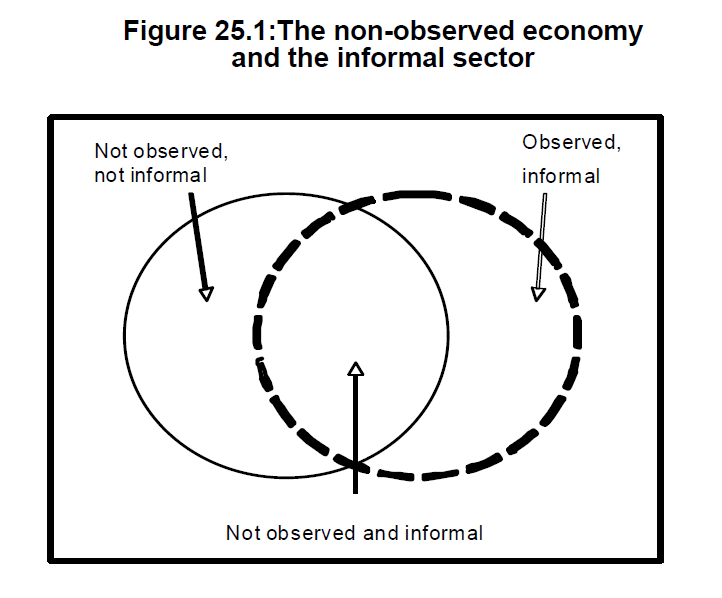 Figure 25.1:The non-observed economy
and the informal sector
Not observed,
not informal
Observed,
informal
Not observed and informal